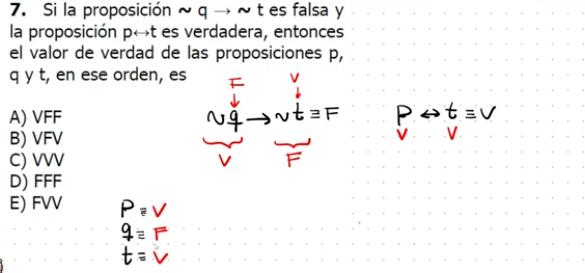 7. Si la proposición ~ q → ~ t es falsa y
la proposición p↔t es verdadera, entonces
el valor de verdad de las proposiciones p,
q y t, en ese orden, es
A) VFF
B) VFV
C) VVV
D) FFF
E) FVV
F V
~q → ~t ≡ F
V F
p ↔ t ≡ V
V V
P ≡ V
q ≡ F
t ≡ V